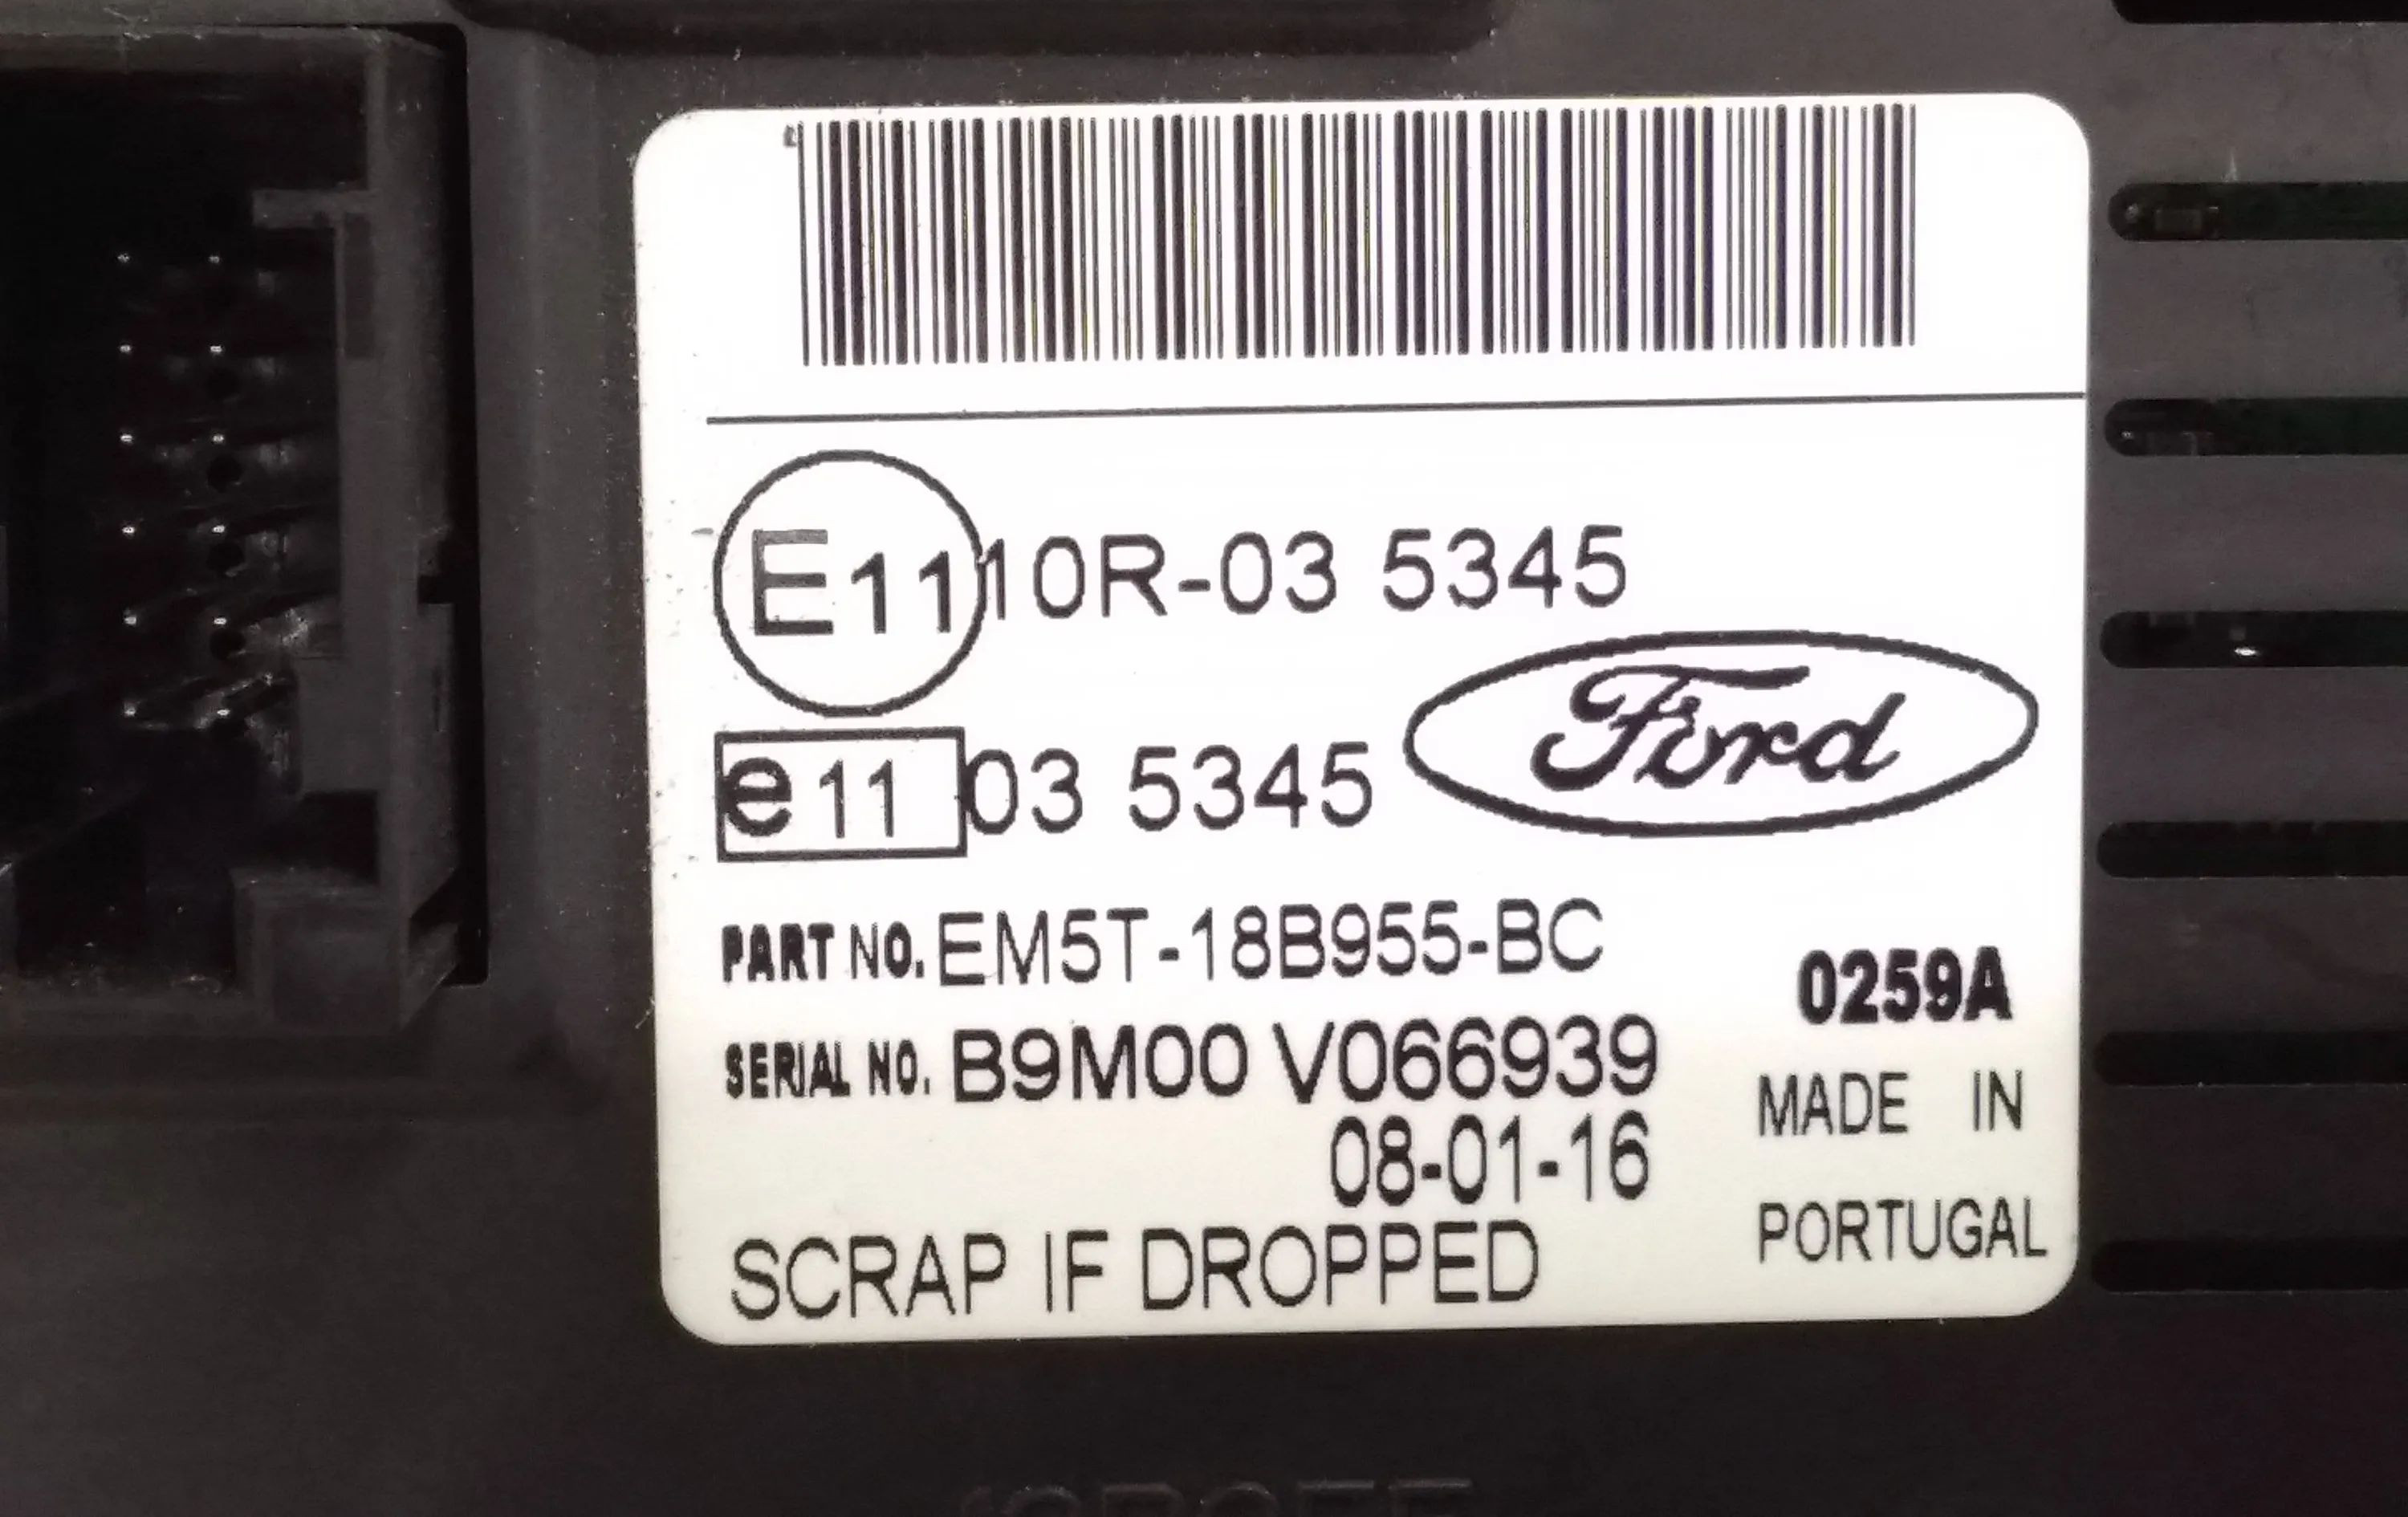 E11 10R-03 5345
Ford
e11 03 5345
PART NO. EM5T-18B955-BC
0259A
SERIAL NO. B9M00 V066939
MADE IN
08-01-16
PORTUGAL
SCRAP IF DROPPED